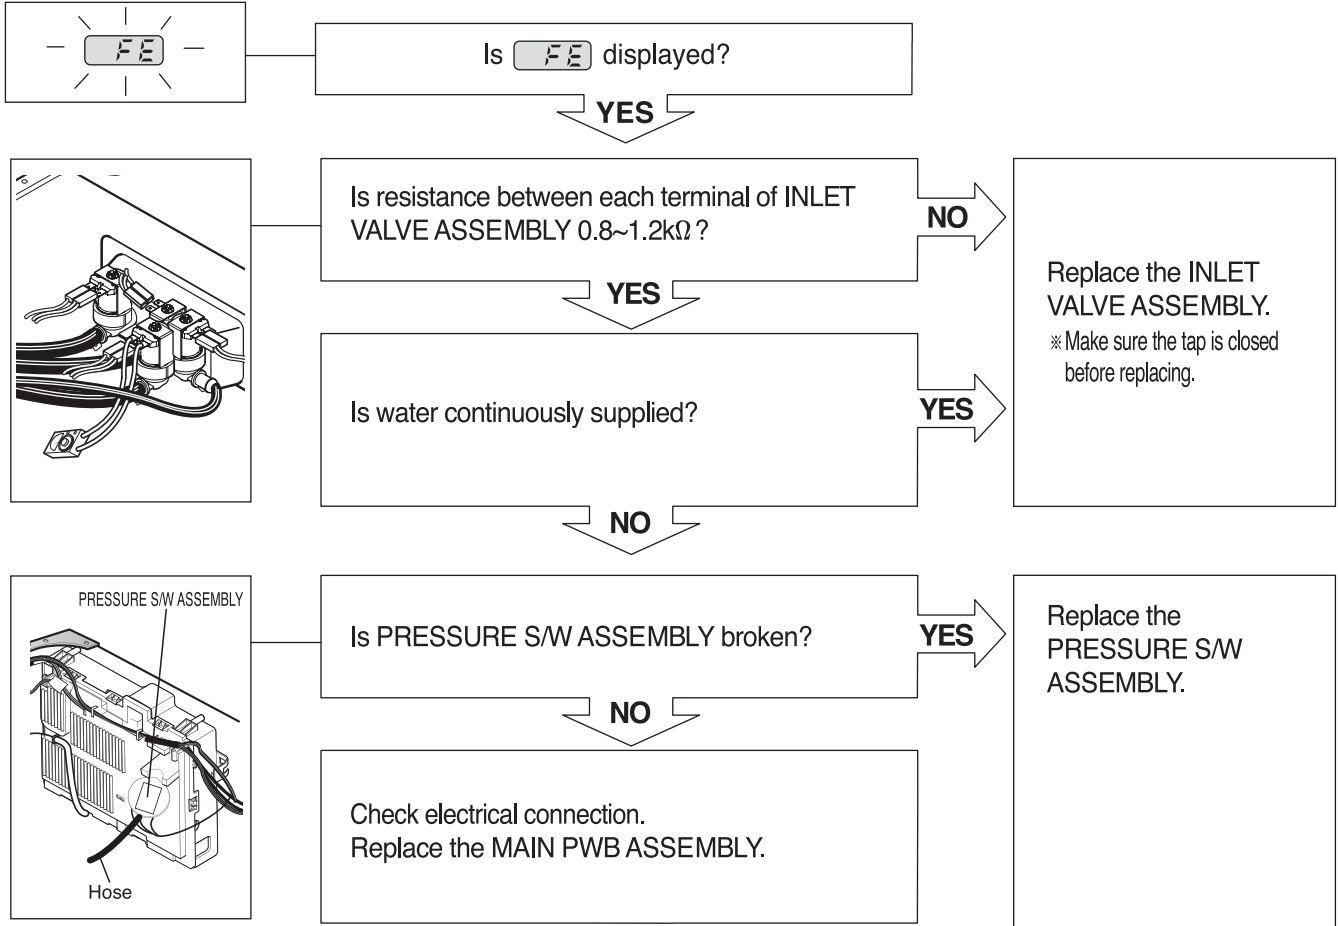 FE
Is FE displayed?
YES
Is resistance between each terminal of INLET
VALVE ASSEMBLY 0.8~1.2kΩ ?
NO
Replace the INLET
VALVE ASSEMBLY.
※ Make sure the tap is closed
before replacing.
YES
Is water continuously supplied?
YES
NO
PRESSURE S/W ASSEMBLY
Hose
Is PRESSURE S/W ASSEMBLY broken?
YES
Replace the
PRESSURE S/W
ASSEMBLY.
NO
Check electrical connection.
Replace the MAIN PWB ASSEMBLY.